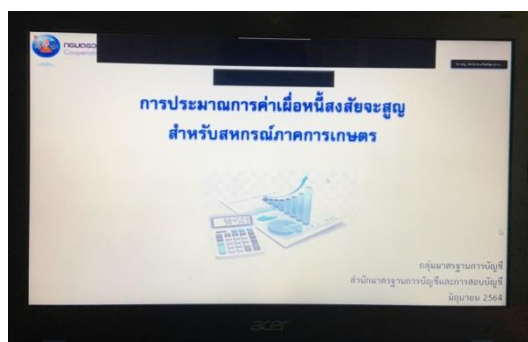 การประมาณการค่าเผื่อหนี้สงสัยจะสูญ
สำหรับสหกรณ์ภาคการเกษตร
กลุ่มมาตรฐานการบัญชี
สำนักมาตรฐานการบัญชีและการสอบบัญชี
มิถุนายน 2564
acer